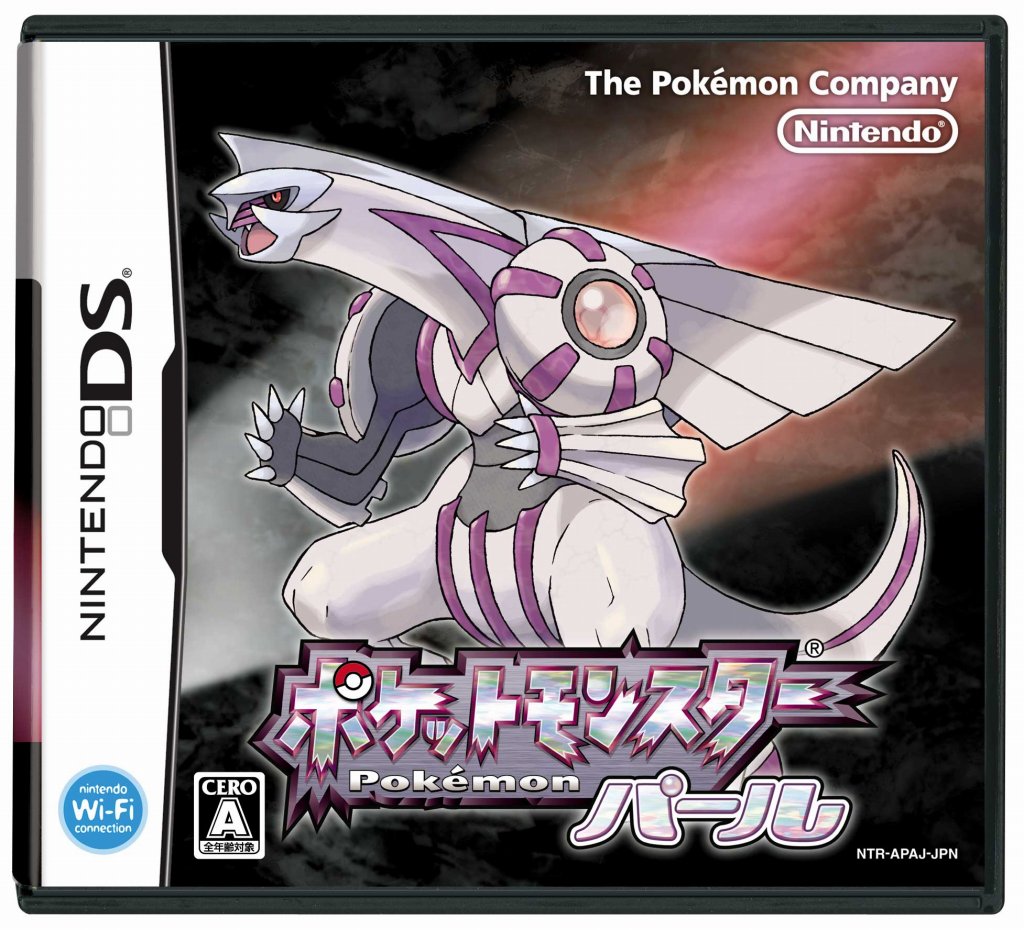 The Pokémon Company
Nintendo®
NINTENDO DS®
ポケットモンスター®
Pokémon
パール
nintendo
Wi-Fi
connection
CERO
A
全年齢対象
NTR-APAJ-JPN